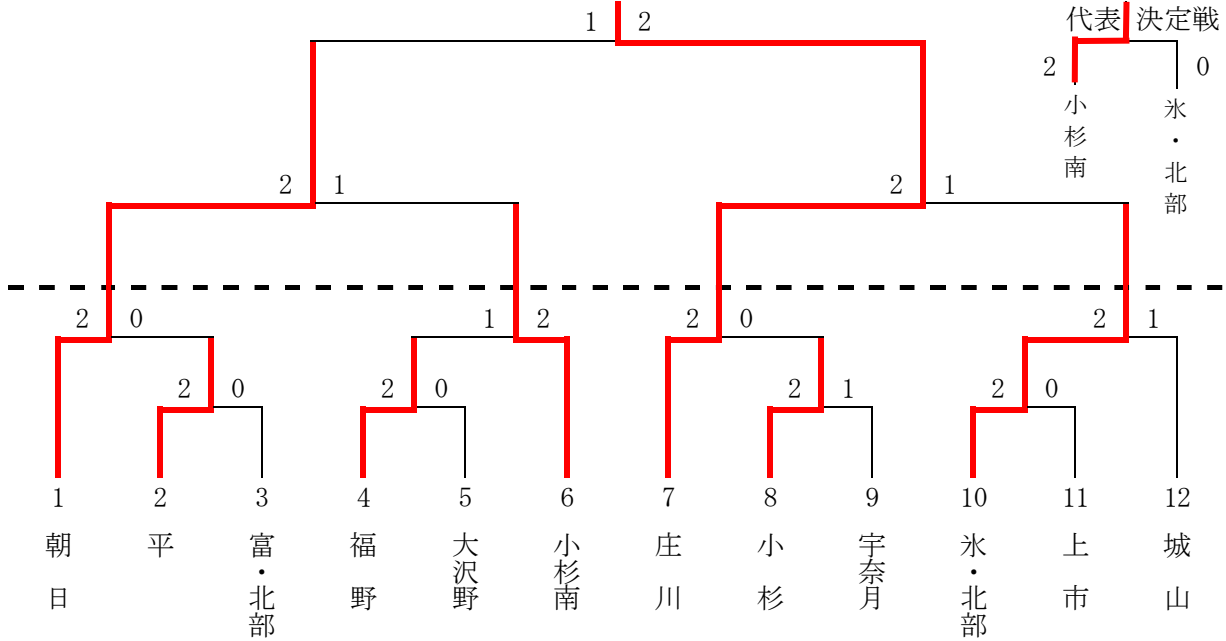 1 2
代表 決定戦
2 0
小杉南
氷・北部
2 1
2 1
2 0
1 2
2 0
2 1
2 0
2 0
2 1
2 0
1 2 3 4 5 6 7 8 9 10 11 12
朝日
平
富・北部
福野
大沢野
小杉南
庄川
小杉
宇奈月
氷・北部
上市
城山